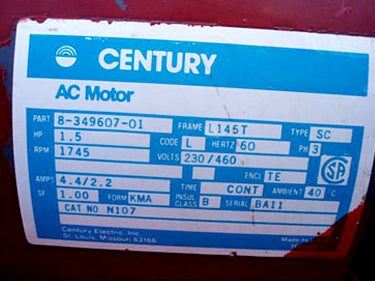 CENTURY
AC Motor
PART 8-349607-01 FRAME L145T TYPE SC
HP 1.5 CODE L HERTZ 60 PH 3
RPM 1745 VOLTS 230/460
ENCL TE
AMPS 4.4/2.2 TIME CONT AMBIENT 40 C
SF 1.00 FORM KMA INSUL CLASS B SERIAL BA11
CAT NO N107
Century Electric Inc
St. Louis, Missouri 63166
Made in